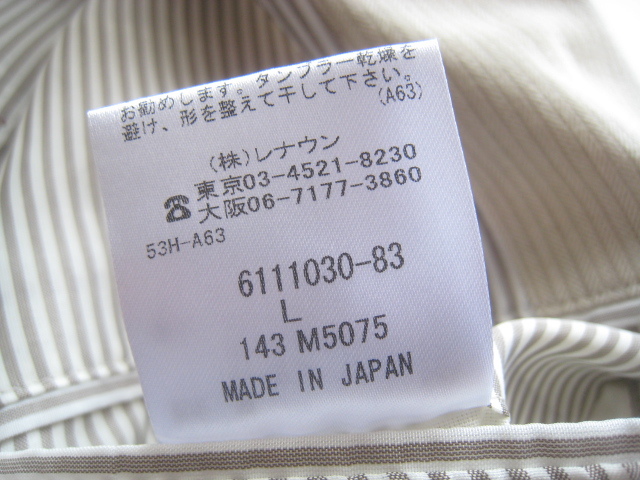 お勧めします。タンブラー乾燥を
避け、形を整えて干して下さい。
(A63)
(株)レナウン
☎東京03-4521-8230
大阪06-7177-3860
53H-A63
6111030-83
L
143 M5075
MADE IN JAPAN